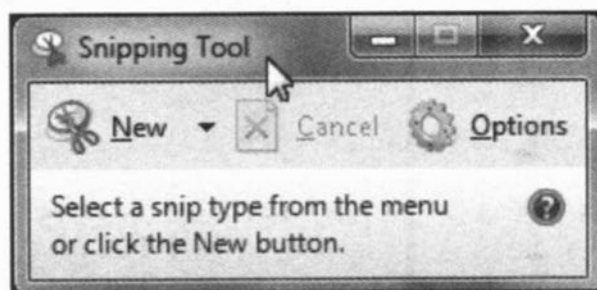 Snipping Tool
New Cancel Options
Select a snip type from the menu
or click the New button.
?